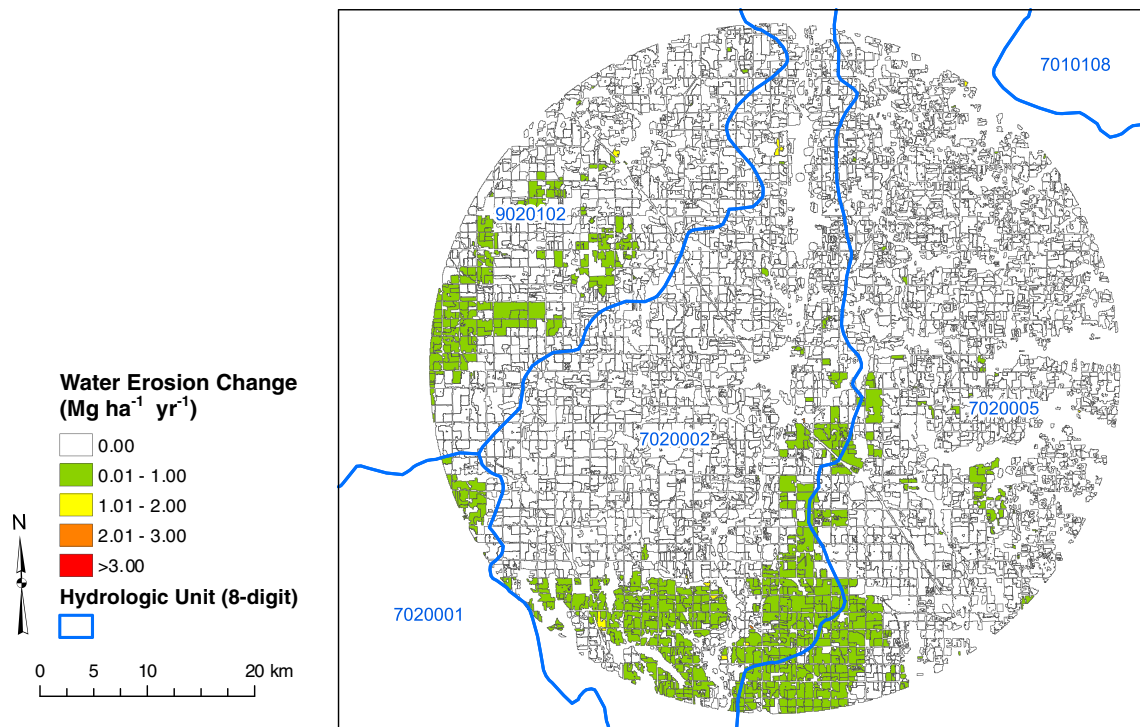 7010108
9020102
7020005
7020002
7020001
Water Erosion Change
(Mg ha⁻¹ yr⁻¹)
0.00
0.01 - 1.00
1.01 - 2.00
2.01 - 3.00
>3.00
Hydrologic Unit (8-digit)
N
0 5 10 20 km